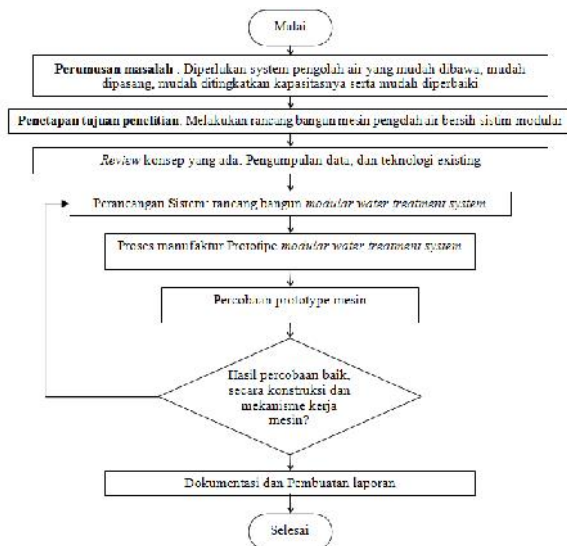 Mulai
Perumusan masalah : Diperlukan system pengolah air yang mudah dibawa, mudah
dipasang, mudah ditingkatkan kapasitasnya serta mudah diperbaiki
Penetapan tujuan penelitian: Melakukan rancang bangun mesin pengolah air bersih sistim modular
Review konsep yang ada. Pengumpulan data, dan teknologi existing
Perancangan Sistem: rancang bangun modular water treatment system
Proses manufaktur Prototipe modular water treatment system
Percobaan prototype mesin
Hasil percobaan baik,
secara konstruksi dan
mekanisme kerja
mesin?
Dokumentasi dan Pembuatan laporan
Selesai